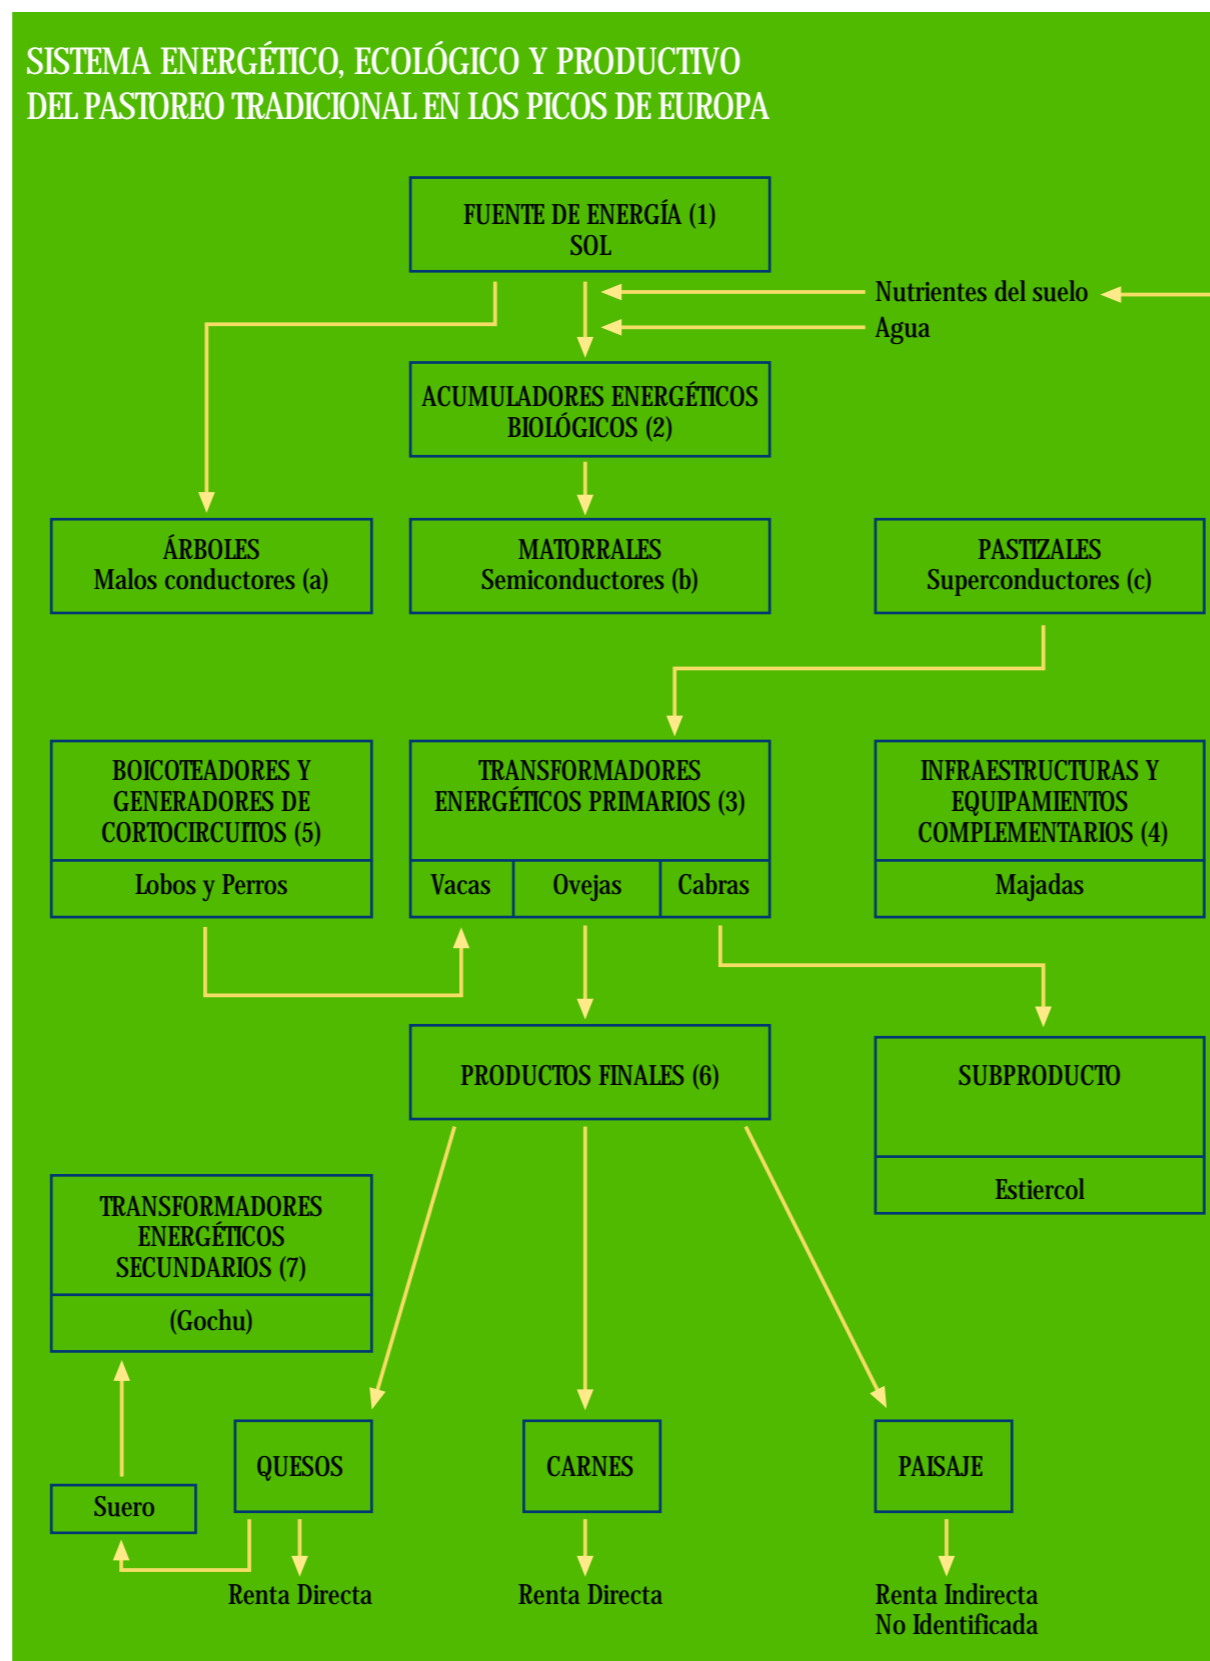 SISTEMA ENERGÉTICO, ECOLÓGICO Y PRODUCTIVO
DEL PASTOREO TRADICIONAL EN LOS PICOS DE EUROPA
FUENTE DE ENERGÍA (1)
SOL
Nutrientes del suelo
Agua
ACUMULADORES ENERGÉTICOS
BIOLÓGICOS (2)
ÁRBOLES
Malos conductores (a)
MATORRALES
Semiconductores (b)
PASTIZALES
Superconductores (c)
BOICOTEADORES Y
GENERADORES DE
CORTOCIRCUITOS (5)
Lobos y Perros
TRANSFORMADORES
ENERGÉTICOS PRIMARIOS (3)
Vacas
Ovejas
Cabras
INFRAESTRUCTURAS Y
EQUIPAMIENTOS
COMPLEMENTARIOS (4)
Majadas
PRODUCTOS FINALES (6)
SUBPRODUCTO
Estiercol
TRANSFORMADORES
ENERGÉTICOS
SECUNDARIOS (7)
(Gochu)
QUESOS
CARNES
PAISAJE
Suero
Renta Directa
Renta Directa
Renta Indirecta
No Identificada